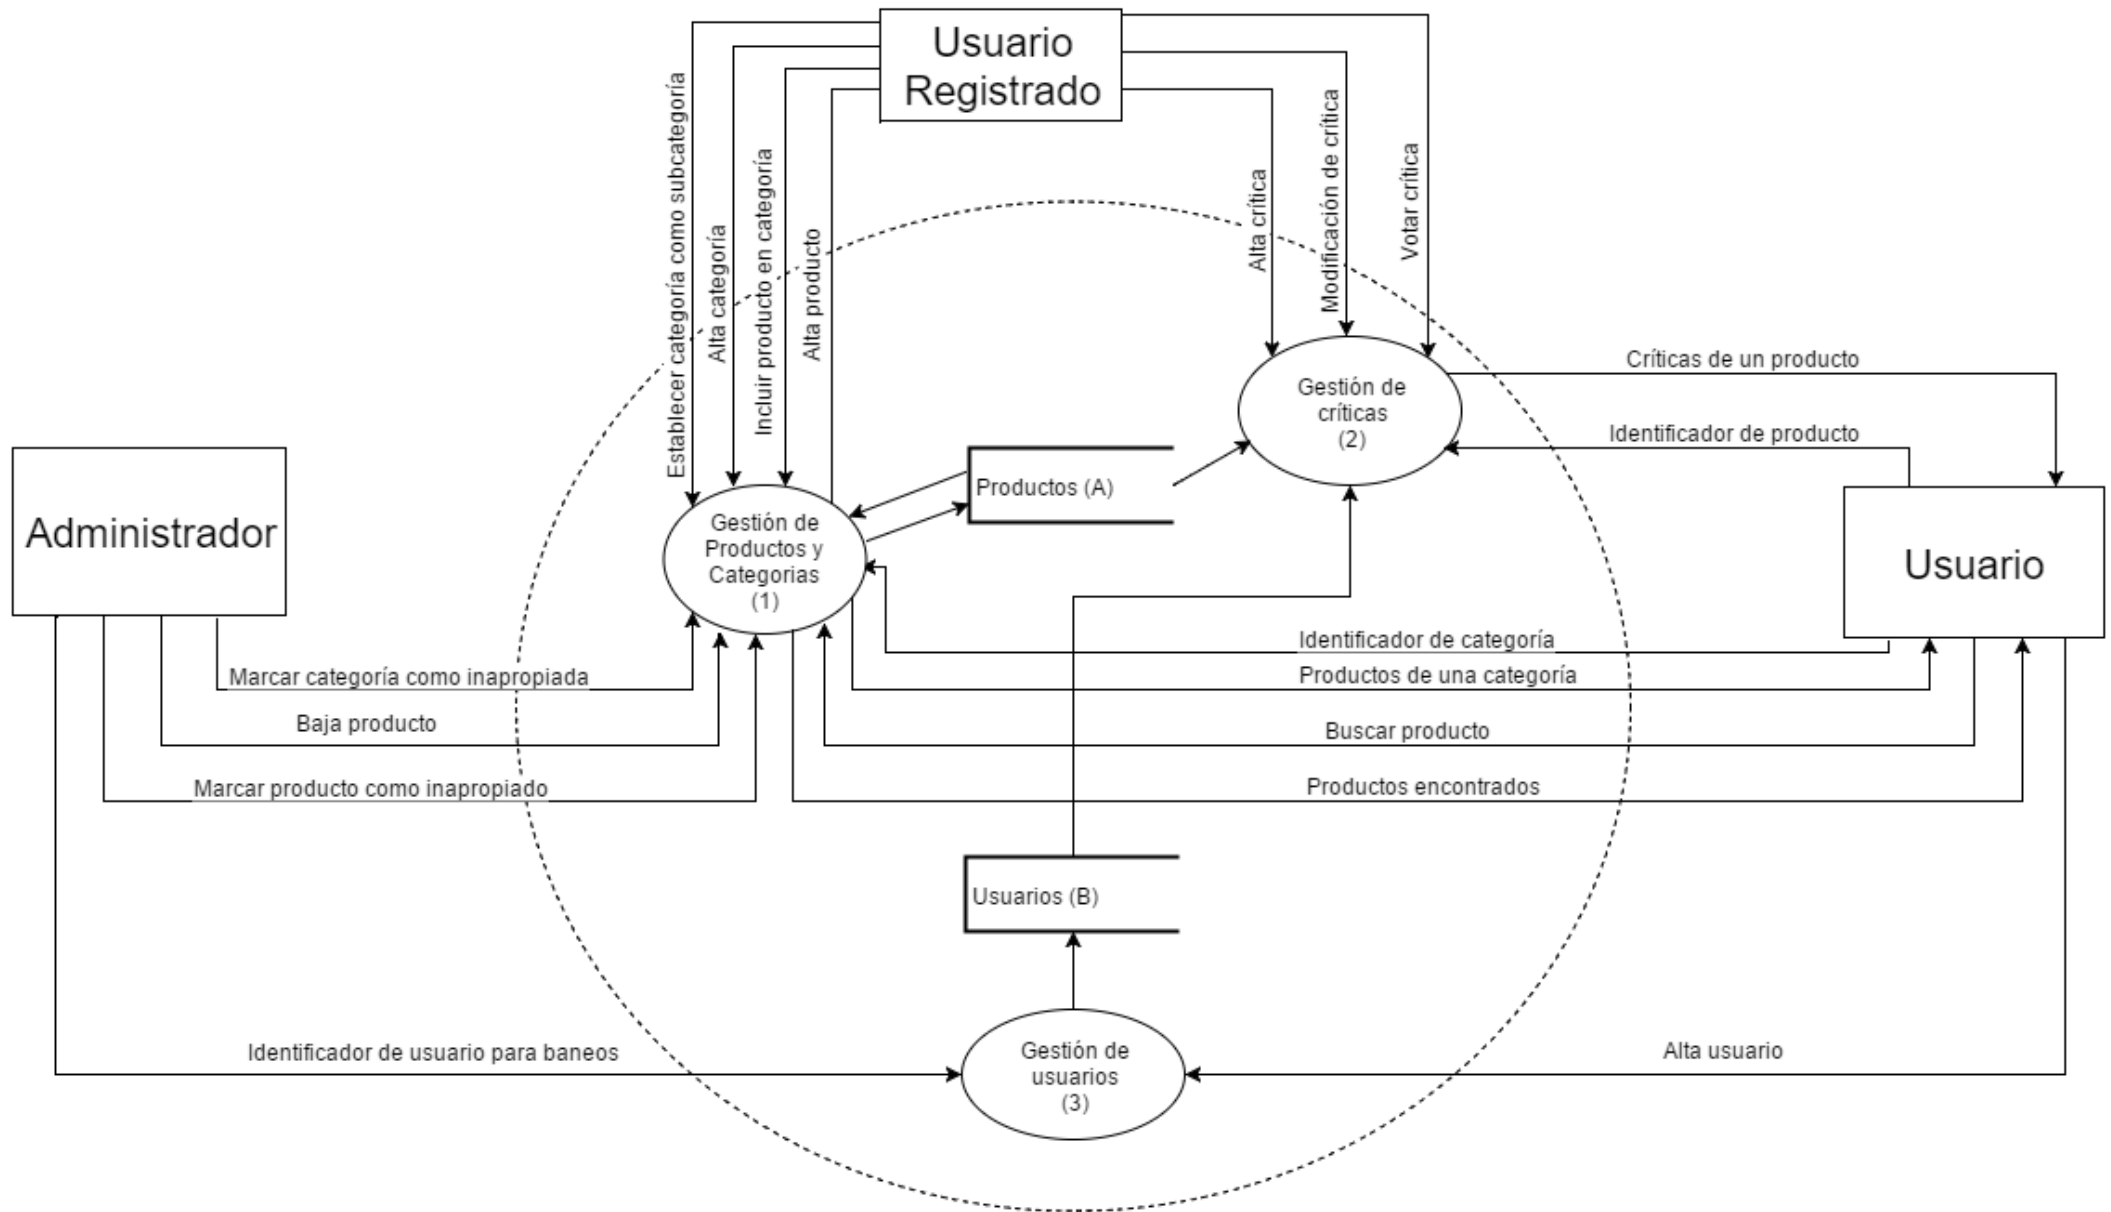 Usuario
Registrado
Establecer categoría como subcategoría
Alta categoría
Incluir producto en categoría
Alta producto
Alta crítica
Modificación de crítica
Votar crítica
Gestión de
críticas
(2)
Críticas de un producto
Identificador de producto
Administrador
Gestión de
Productos y
Categorias
(1)
Productos (A)
Usuario
Identificador de categoría
Productos de una categoría
Buscar producto
Productos encontrados
Marcar categoría como inapropiada
Baja producto
Marcar producto como inapropiado
Usuarios (B)
Identificador de usuario para baneos
Gestión de
usuarios
(3)
Alta usuario